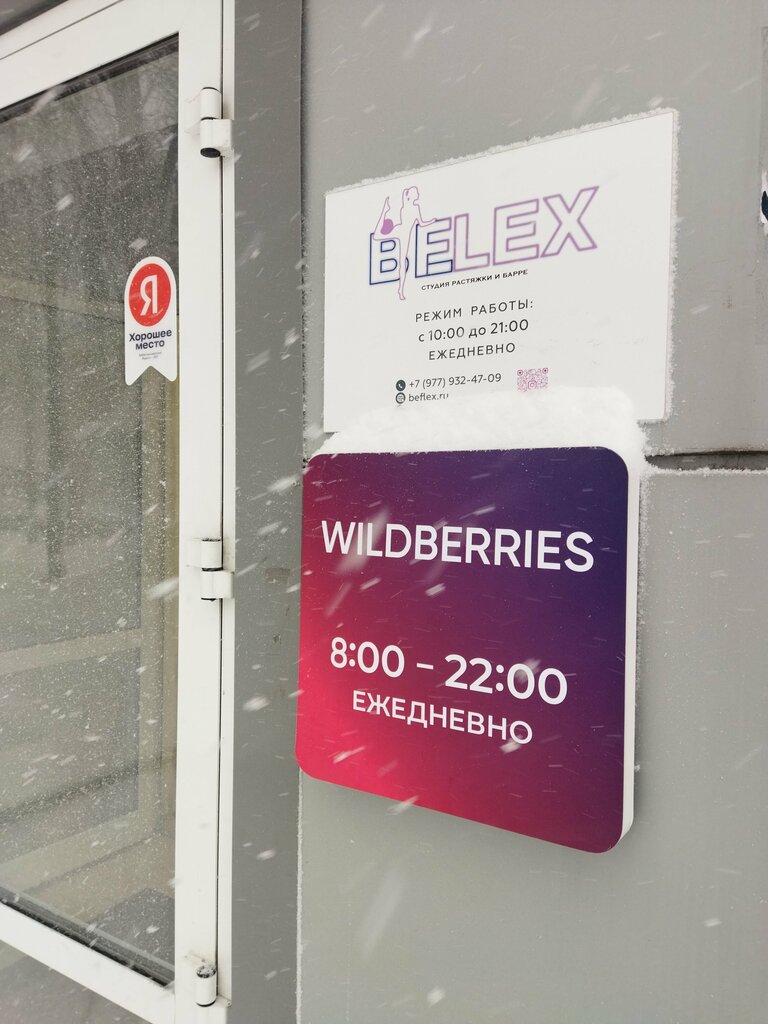 BEFLEX
СТУДИЯ РАСТЯЖКИ И БАРРЕ
РЕЖИМ РАБОТЫ:
с 10:00 до 21:00
ЕЖЕДНЕВНО
+7 (977) 932-47-09
beflex.ru
Я
Хорошее
место
WILDBERRIES
8:00 – 22:00
ЕЖЕДНЕВНО